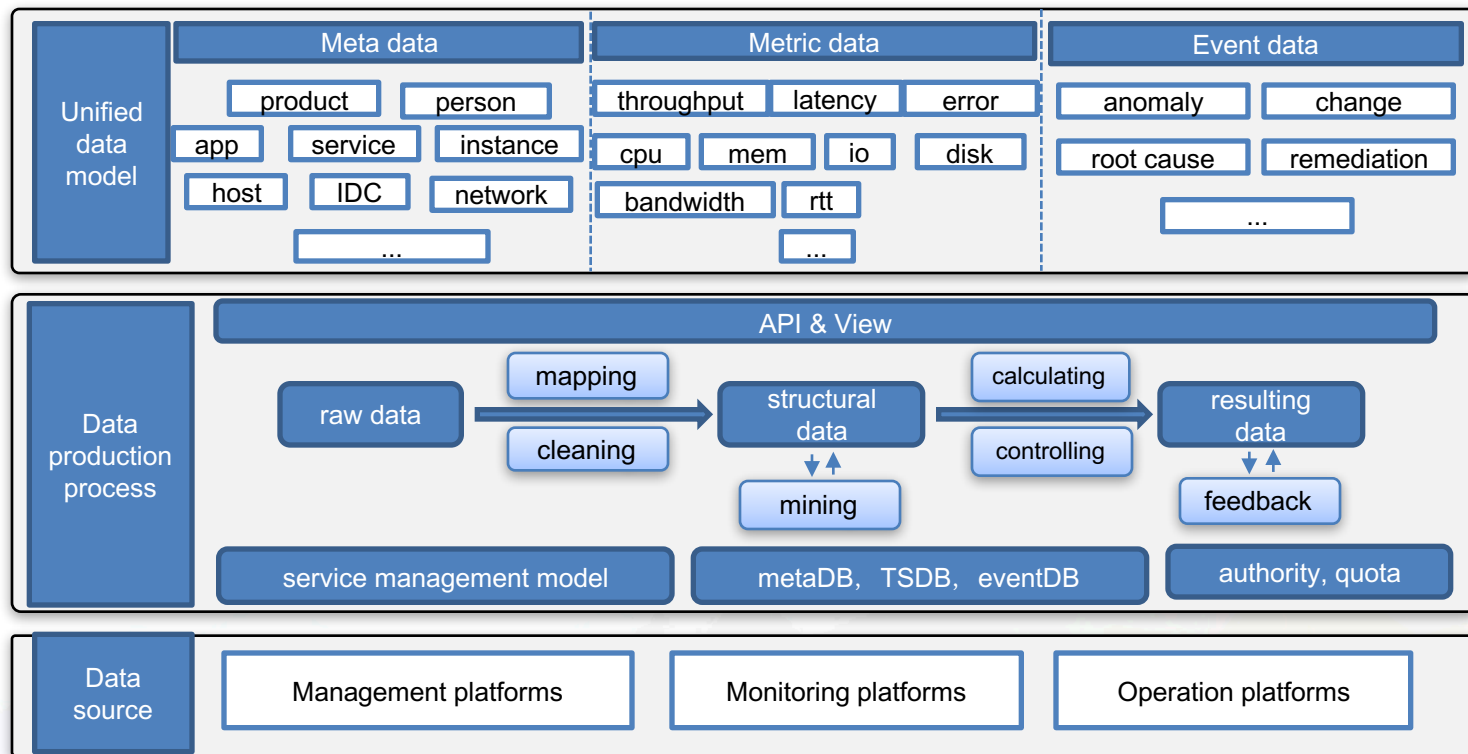 Unified
data
model
Meta data
Metric data
Event data
product
person
app
service
instance
host
IDC
network
...
throughput
latency
error
cpu
mem
io
disk
bandwidth
rtt
...
anomaly
change
root cause
remediation
...
Data
production
process
API & View
raw data
mapping
cleaning
structural
data
mining
calculating
controlling
resulting
data
feedback
service management model
metaDB, TSDB, eventDB
authority, quota
Data
source
Management platforms
Monitoring platforms
Operation platforms